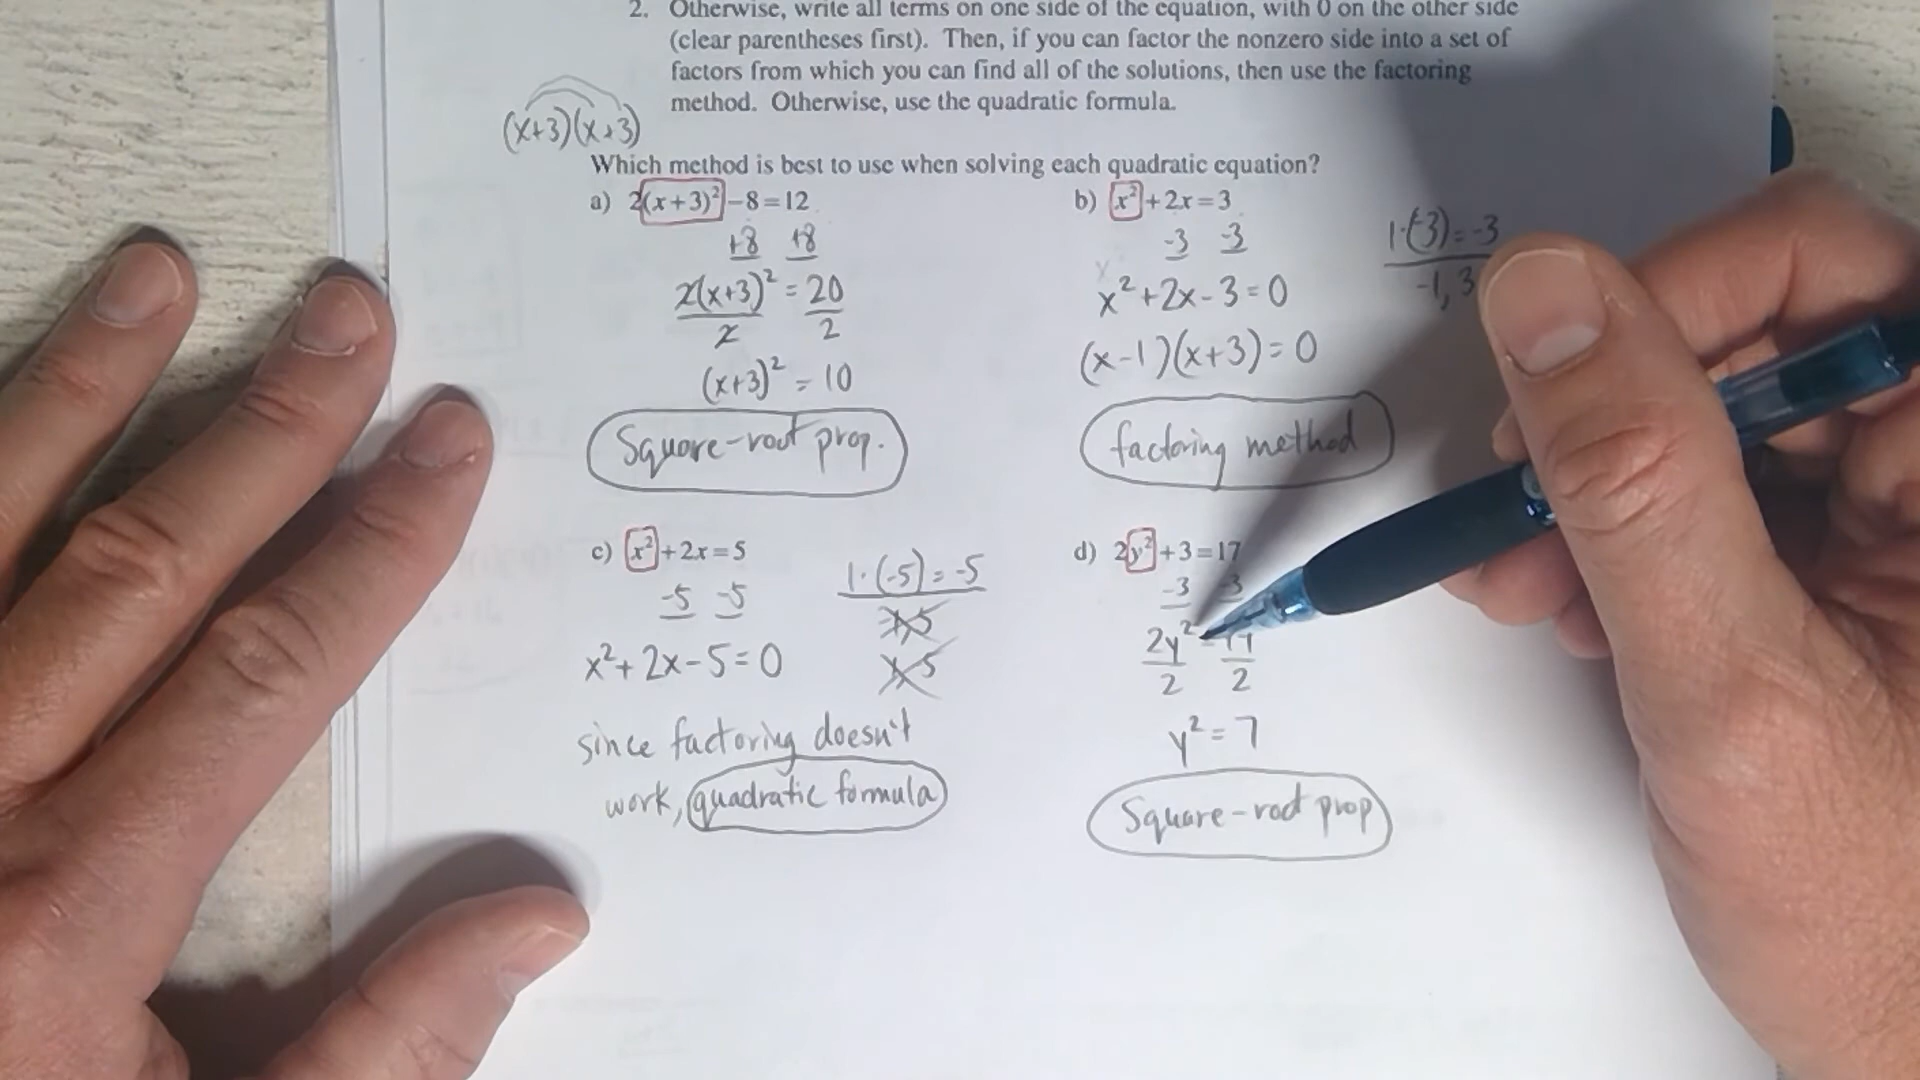 2. Otherwise, write all terms on one side of the equation, with 0 on the other side
(clear parentheses first). Then, if you can factor the nonzero side into a set of
factors from which you can find all of the solutions, then use the factoring
method. Otherwise, use the quadratic formula.
(x+3)(x+3)
Which method is best to use when solving each quadratic equation?
a) 2(x+3)²-8=12
+8 +8
2(x+3)² = 20
2 2
(x+3)² = 10
Square-root prop.
b) x²+2x=3
-3 -3
x²+2x-3=0
(x-1)(x+3)=0
factoring method
1·(-3)=-3
-1, 3
c) x²+2x=5
-5 -5
x²+2x-5=0
since factoring doesn't
work, quadratic formula
1·(-5)=-5
d) 2y²+3=17
-3 -3
2y² = 14
2 2
y² = 7
Square-root prop